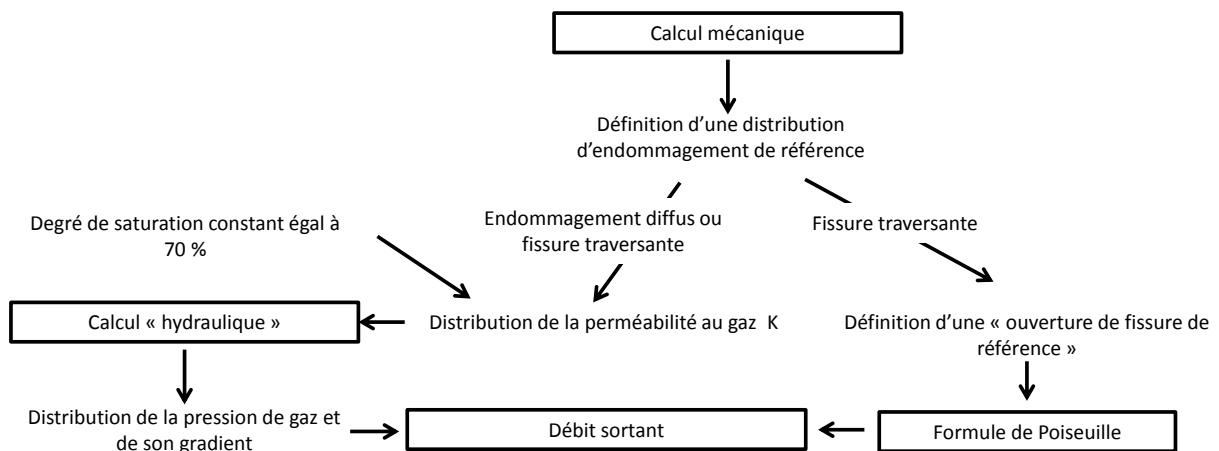 Calcul mécanique
Définition d'une distribution
d'endommagement de référence
Degré de saturation constant égal à
70 %
Endommagement diffus ou
fissure traversante
Fissure traversante
Calcul « hydraulique »
Distribution de la perméabilité au gaz K
Définition d'une « ouverture de fissure de
référence »
Distribution de la pression de gaz et
de son gradient
Débit sortant
Formule de Poiseuille